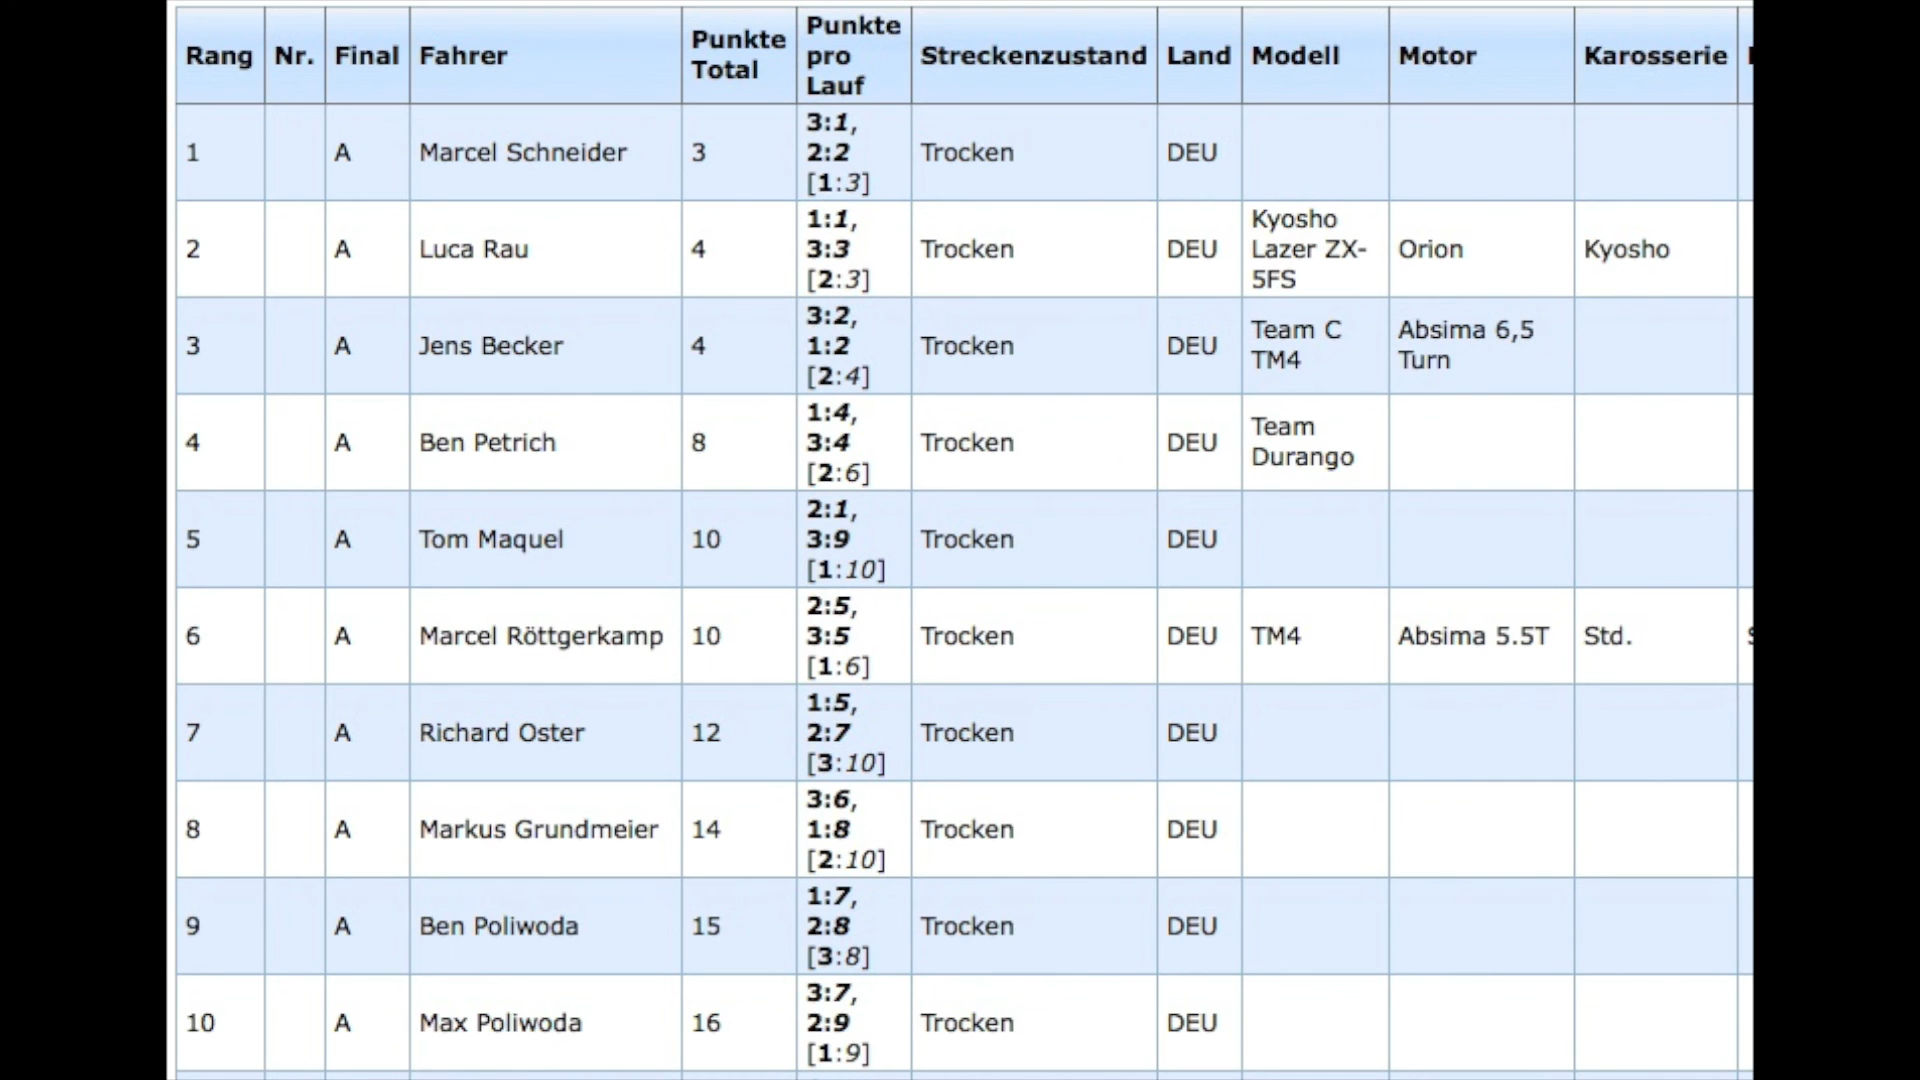 Rang Nr. Final Fahrer Punkte Total Punkte pro Lauf Streckenzustand Land Modell Motor Karosserie
1 A Marcel Schneider 3 3:1, 2:2 [1:3] Trocken DEU
2 A Luca Rau 4 1:1, 3:3 [2:3] Trocken DEU Kyosho Lazer ZX-5FS Orion Kyosho
3 A Jens Becker 4 3:2, 1:2 [2:4] Trocken DEU Team C TM4 Absima 6,5 Turn
4 A Ben Petrich 8 1:4, 3:4 [2:6] Trocken DEU Team Durango
5 A Tom Maquel 10 2:1, 3:9 [1:10] Trocken DEU
6 A Marcel Röttgerkamp 10 2:5, 3:5 [1:6] Trocken DEU TM4 Absima 5.5T Std.
7 A Richard Oster 12 1:5, 2:7 [3:10] Trocken DEU
8 A Markus Grundmeier 14 3:6, 1:8 [2:10] Trocken DEU
9 A Ben Poliwoda 15 1:7, 2:8 [3:8] Trocken DEU
10 A Max Poliwoda 16 3:7, 2:9 [1:9] Trocken DEU